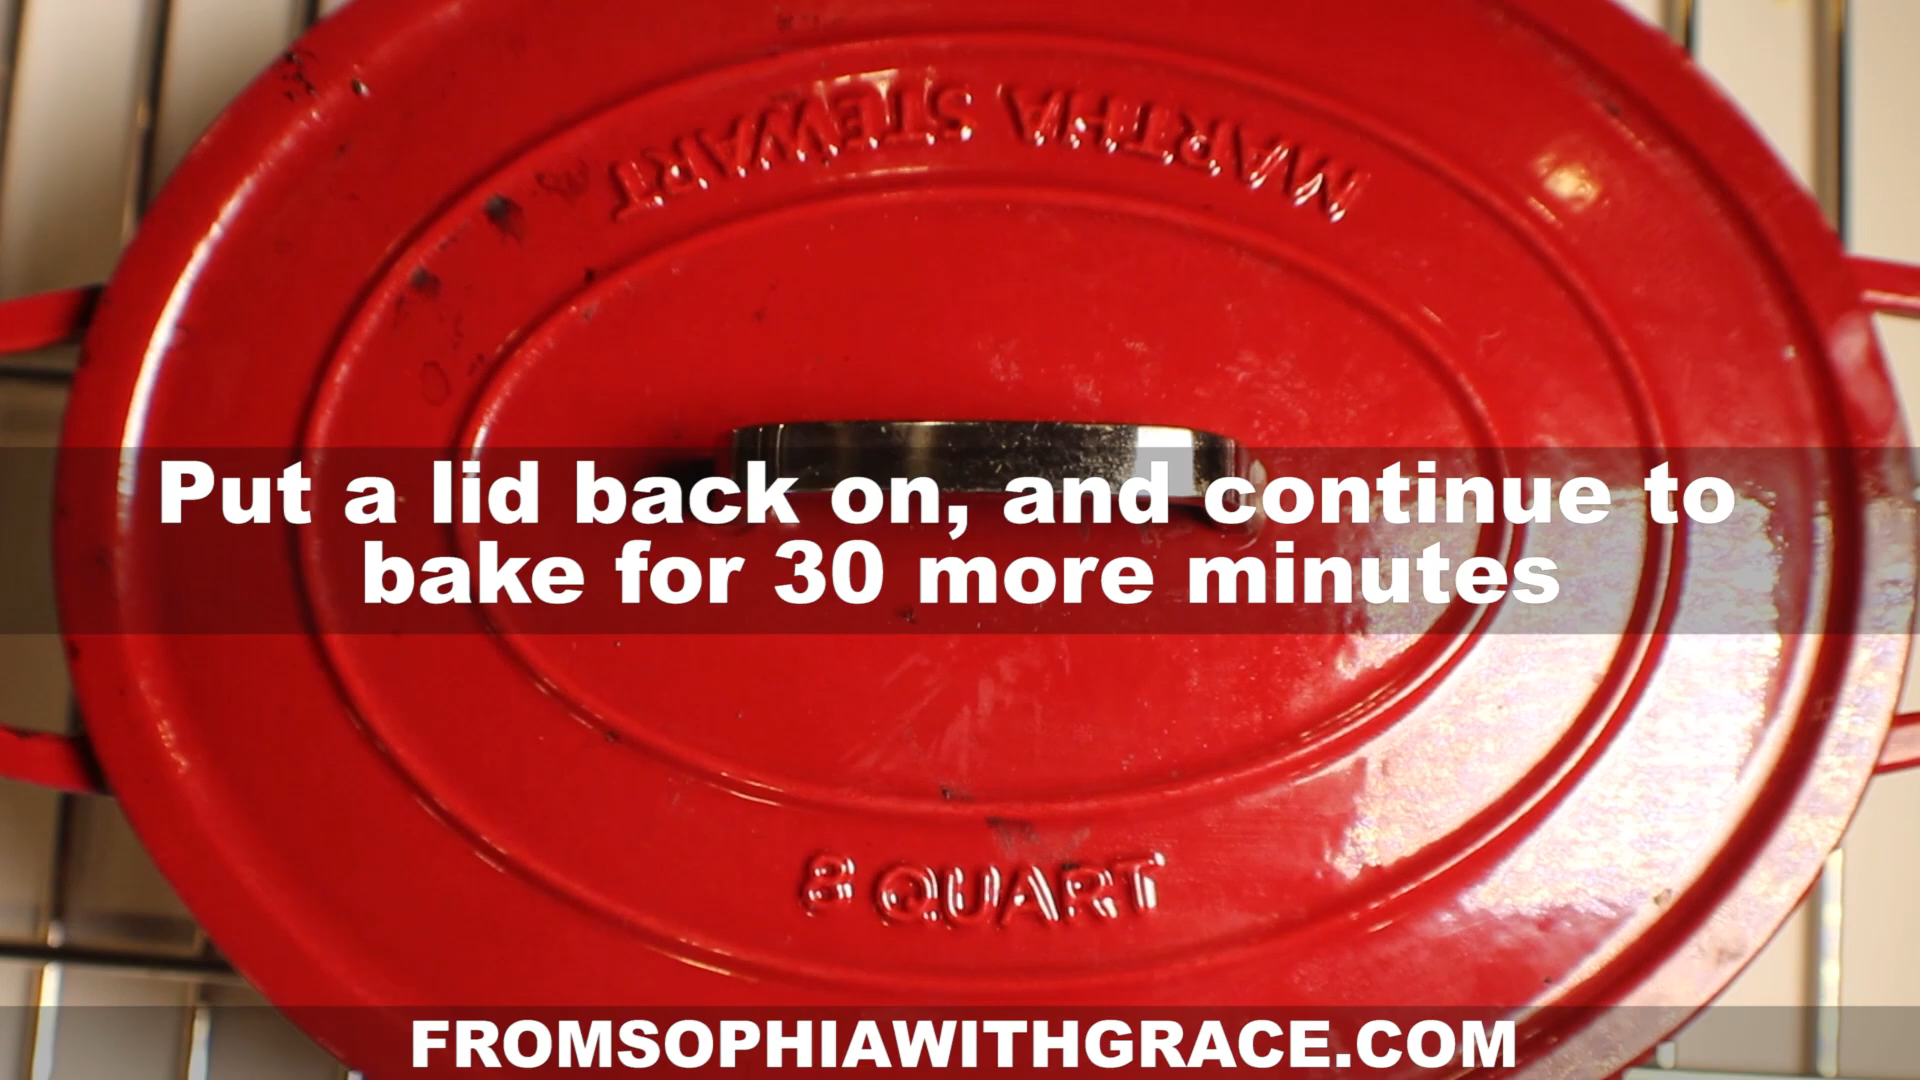 MARTHA STEWART
Put a lid back on, and continue to
bake for 30 more minutes
8 QUART
FROMSOPHIAWITHGRACE.COM